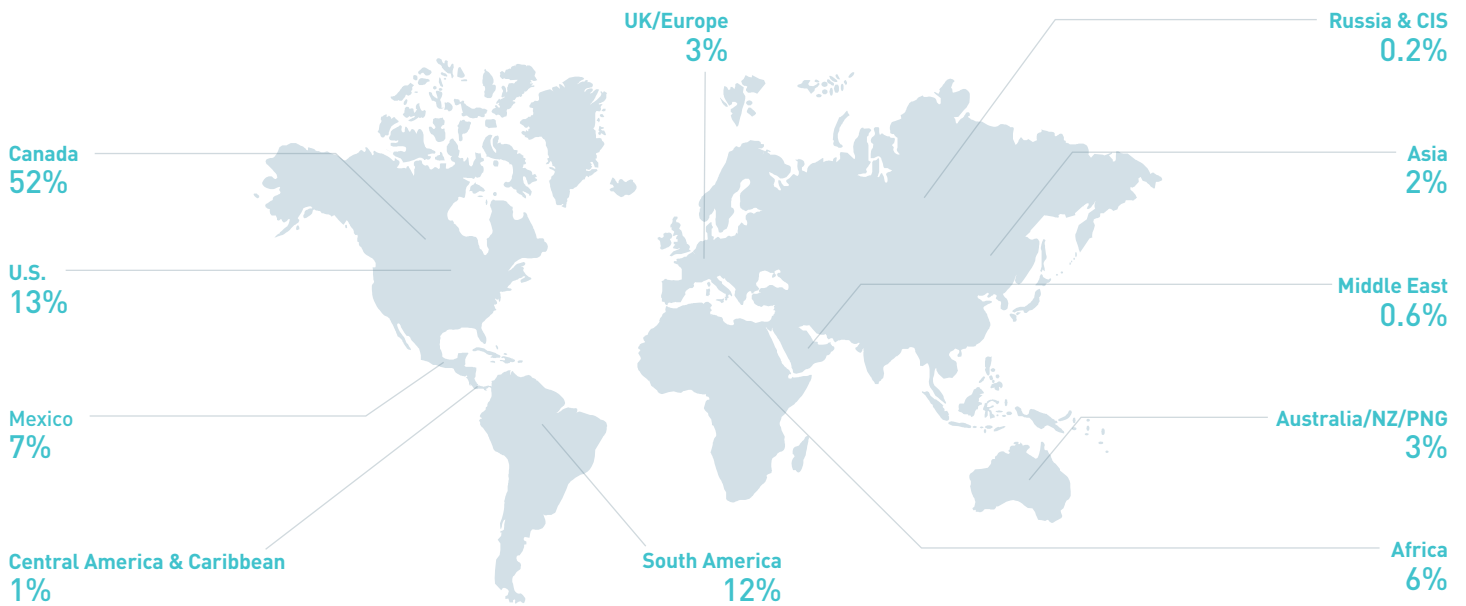 UK/Europe
3%
Russia & CIS
0.2%
Canada
52%
Asia
2%
U.S.
13%
Middle East
0.6%
Mexico
7%
Australia/NZ/PNG
3%
Central America & Caribbean
1%
South America
12%
Africa
6%